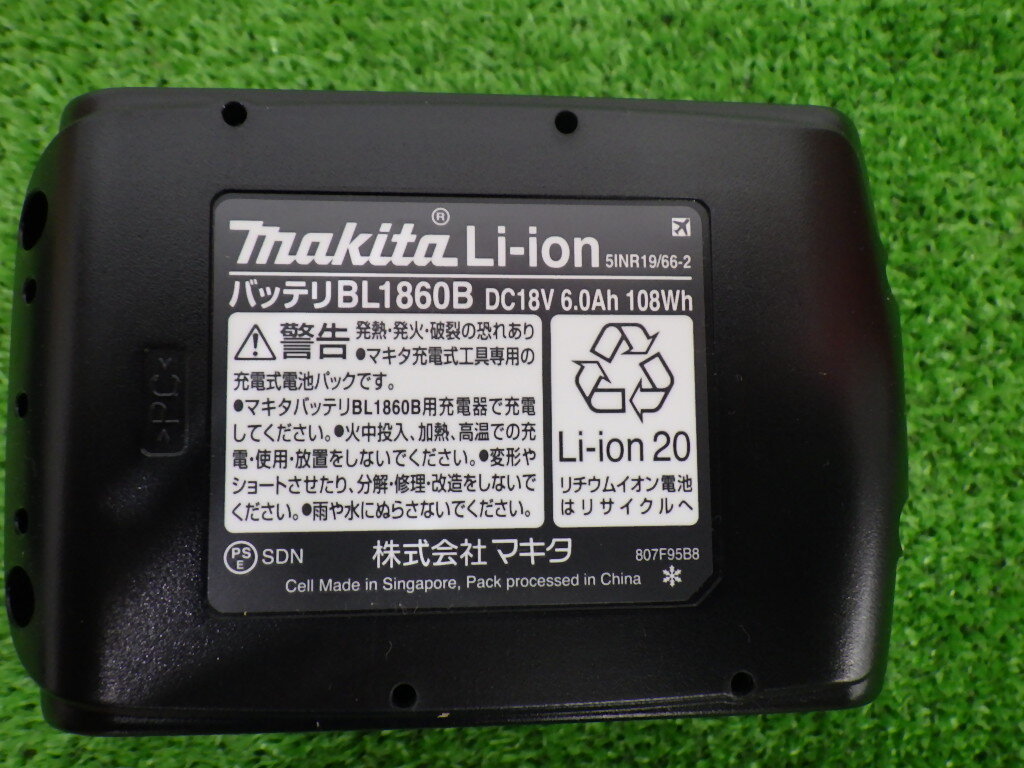 makita® Li-ion 5INR19/66-2
バッテリBL1860B DC18V 6.0Ah 108Wh
警告 発熱・発火・破裂の恐れあり
●マキタ充電式工具専用の
充電式電池パックです。
●マキタバッテリBL1860B用充電器で充電
してください。●火中投入、加熱、高温での充
電・使用・放置をしないでください。●変形や
ショートさせたり、分解・修理・改造をしないで
ください。●雨や水にぬらさないでください。
Li-ion 20
リチウムイオン電池
はリサイクルへ
PSE SDN 株式会社 マキタ 807F95B8
Cell Made in Singapore, Pack processed in China
>PC<